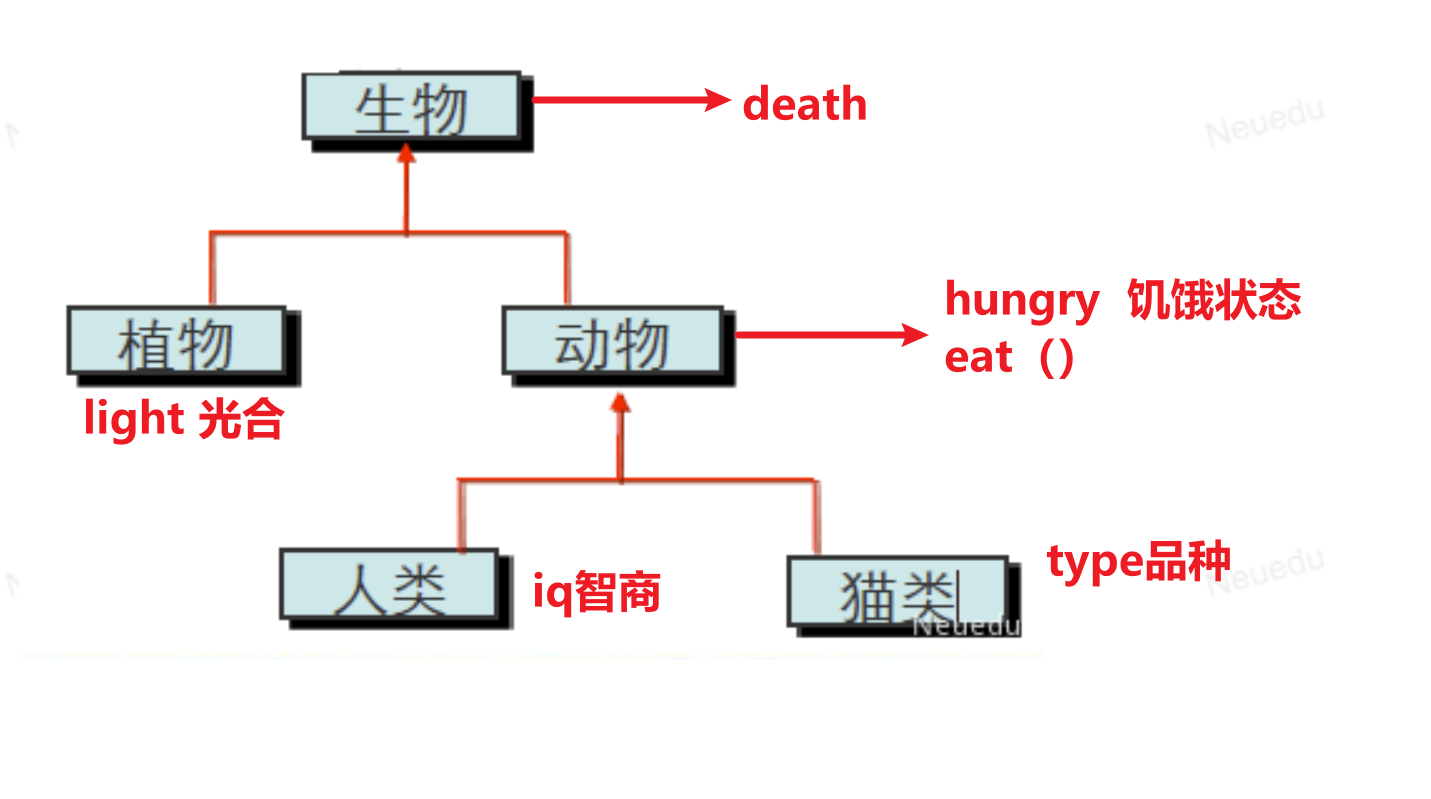 生物
death
Neuedu
植物
动物
hungry 饥饿状态
eat（）
light 光合
人类
iq智商
猫类
type品种
Neuedu
Neuedu